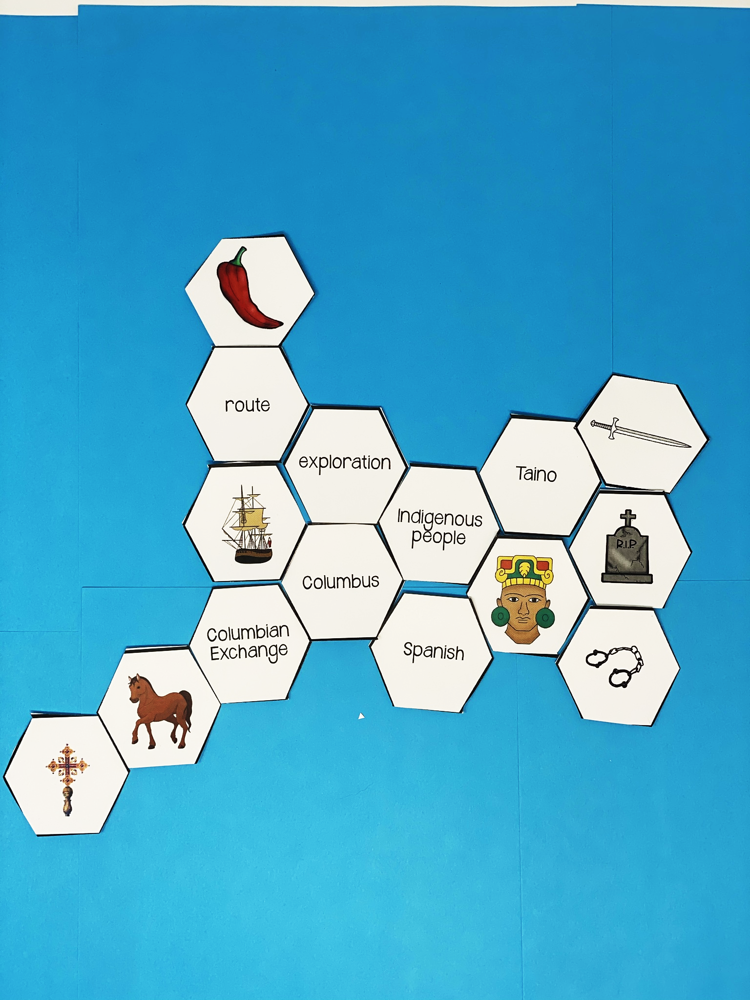 route
exploration
Taino
Indigenous
people
R.I.P.
Columbus
Columbian
Exchange
Spanish